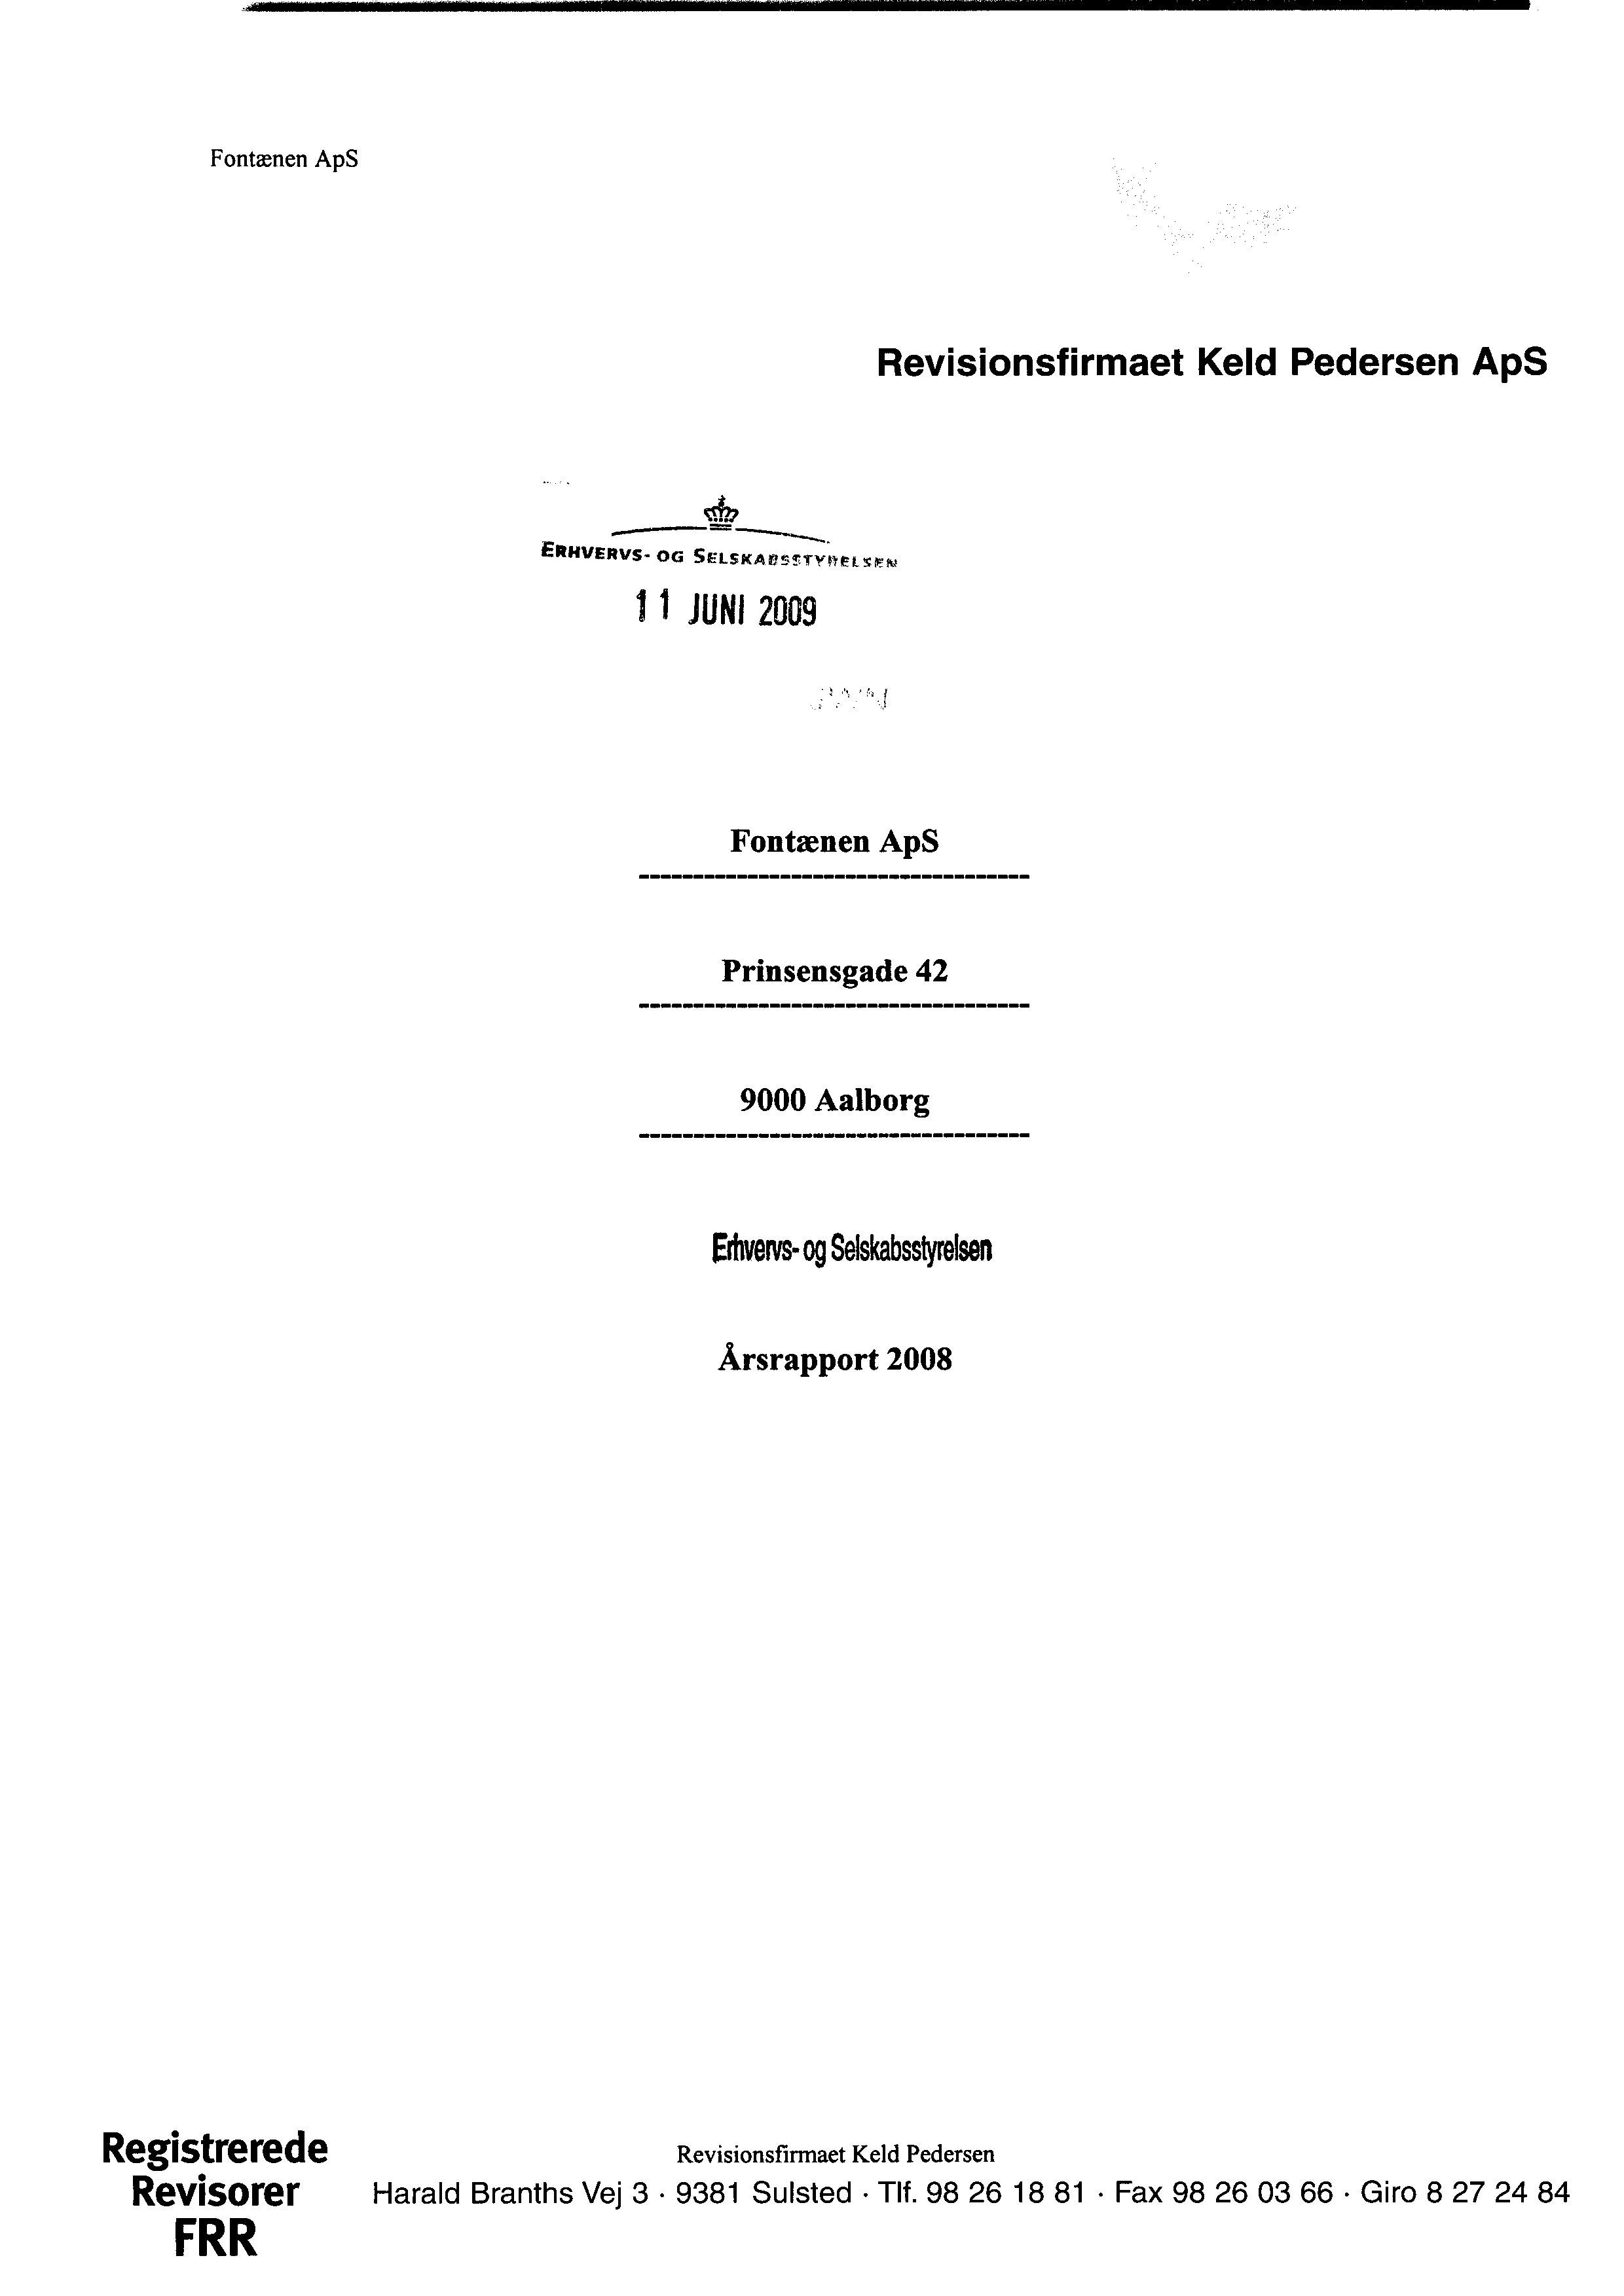 Fontænen ApS
Revisionsfirmaet Keld Pedersen ApS
ERHVERVS- OG SELSKABSSTYRELSEN
11 JUNI 2009
Fontænen ApS
Prinsensgade 42
9000 Aalborg
Erhvervs- og Selskabsstyrelsen
Årsrapport 2008
Registrerede
Revisorer
FRR
Revisionsfirmaet Keld Pedersen
Harald Branths Vej 3 · 9381 Sulsted · Tlf. 98 26 18 81 · Fax 98 26 03 66 · Giro 8 27 24 84